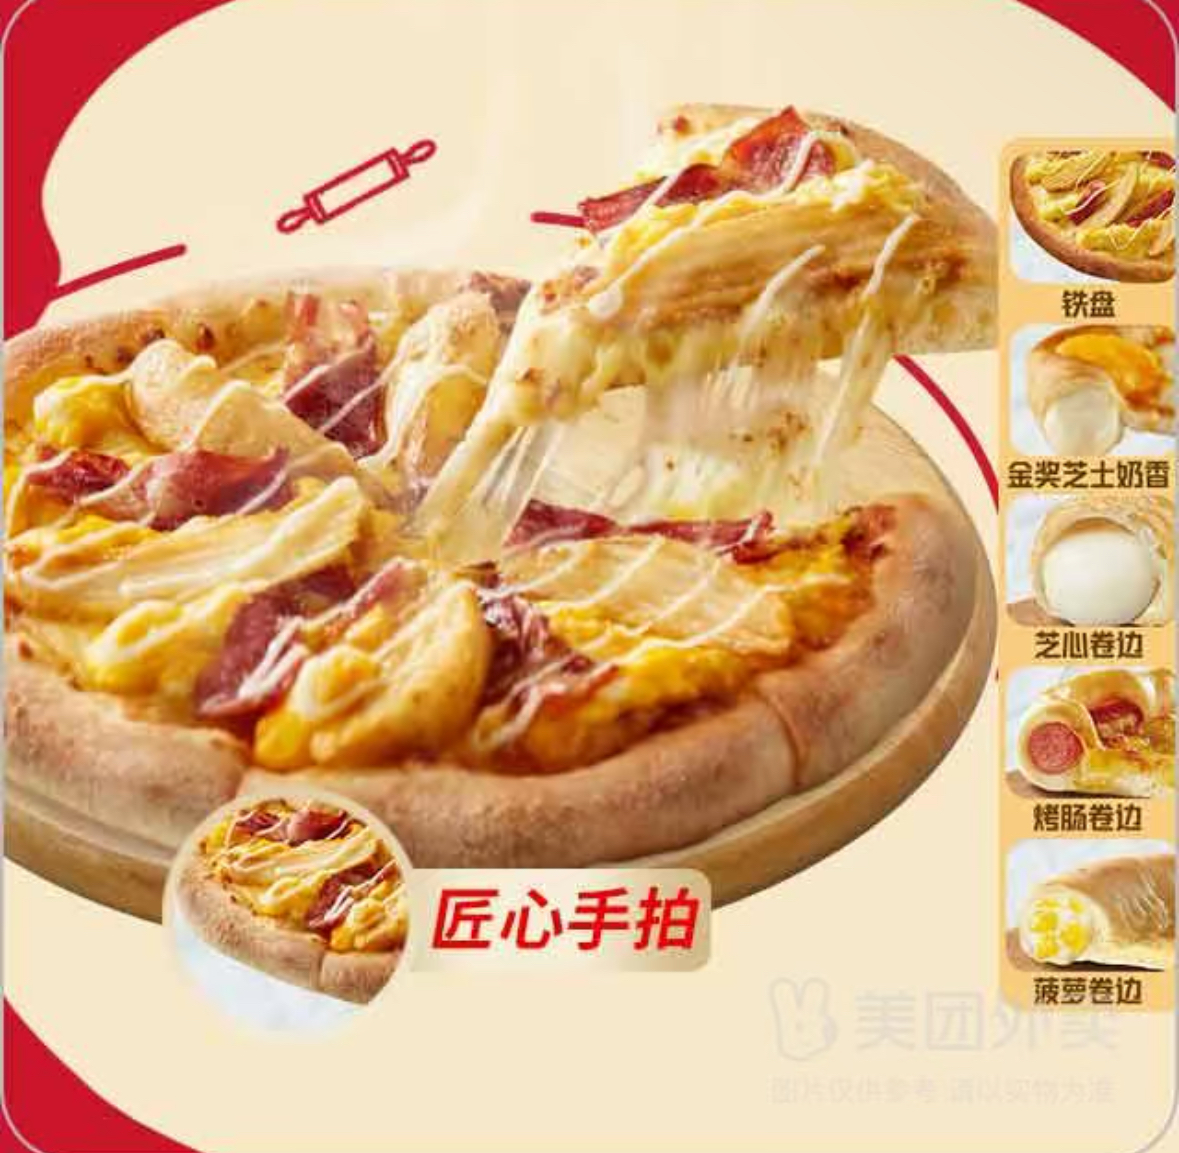 铁盘
金奖芝士奶香
芝心卷边
烤肠卷边
菠萝卷边
匠心手拍
美团外卖
图片仅供参考 请以实物为准